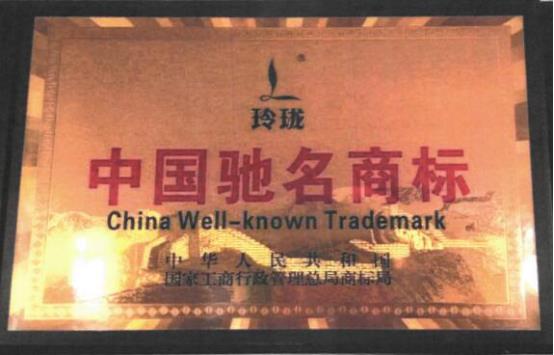 玲珑
中国驰名商标
China Well-known Trademark
中华人民共和国
国家工商行政管理总局商标局